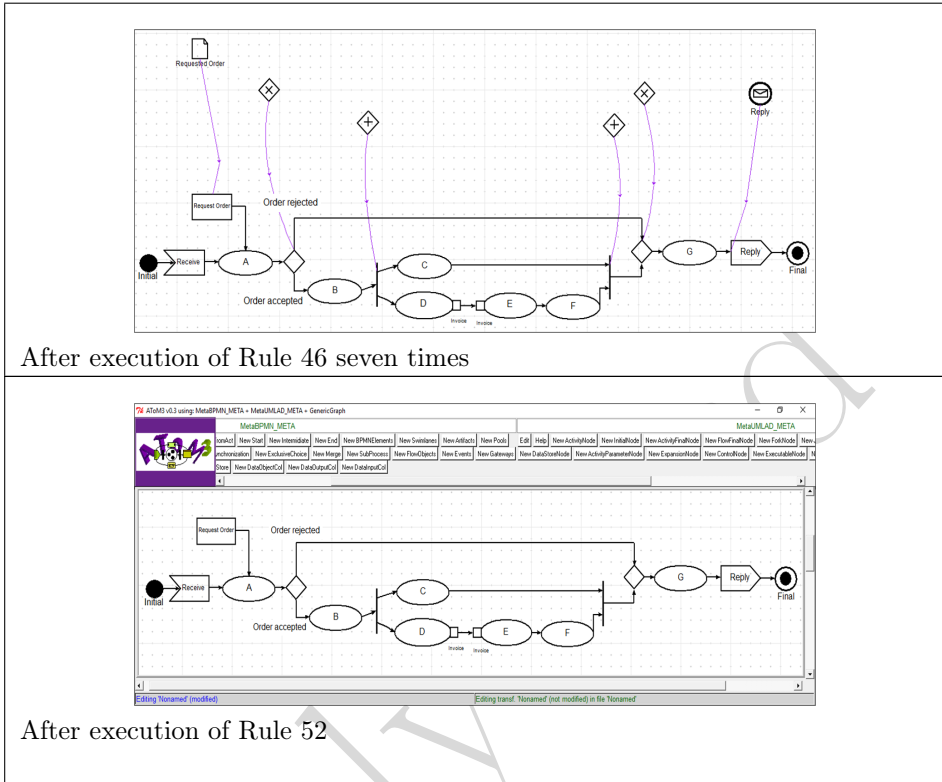 Requested Order
Reply
Request Order
Order rejected
Receive
A
C
G
Reply
Initial
B
Final
Order accepted
D
E
F
Invoice
Invoice
After execution of Rule 46 seven times
AToM3 v0.3 using: MetaBPMN_META + MetaUMLAD_META + GenericGraph
MetaBPMN_META MetaUMLAD_META
New Start New Intermidiate New End New BPMNElements New Swinlanes New Artifacts New Pools Edit Help New ActivityNode New InitialNode New ActivityFinalNode New FlowFinalNode New ForkNode New
New ExclusiveChoice New Merge New SubProcess New FlowObjects New Events New Gateways New DataStoreNode New ActivityParameterNode New ExpansionNode New ControlNode New ExecutableNode
Store New DataObjectCol New DataOutputCol New DataInputCol
Request Order
Order rejected
Receive
A
C
G
Reply
Initial
B
Final
Order accepted
D
E
F
Invoice
Invoice
Editing 'Nonamed' (modified) Editing transf. 'Nonamed' (not modified) in file 'Nonamed'
After execution of Rule 52